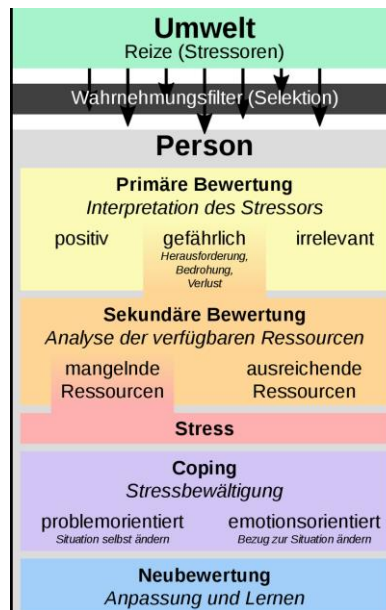 Umwelt
Reize (Stressoren)
Wahrnehmungsfilter (Selektion)
Person
Primäre Bewertung
Interpretation des Stressors
positiv gefährlich irrelevant
Herausforderung,
Bedrohung,
Verlust
Sekundäre Bewertung
Analyse der verfügbaren Ressourcen
mangelnde ausreichende
Ressourcen Ressourcen
Stress
Coping
Stressbewältigung
problemorientiert emotionsorientiert
Situation selbst ändern Bezug zur Situation ändern
Neubewertung
Anpassung und Lernen